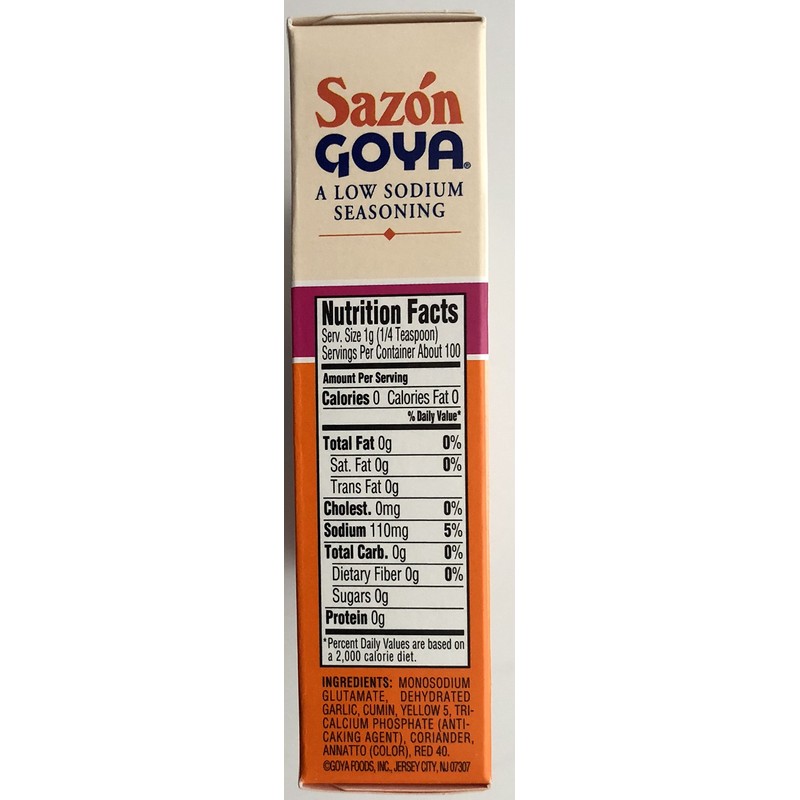 Sazón
GOYA®
A LOW SODIUM
SEASONING
Nutrition Facts
Serv. Size 1g (1/4 Teaspoon)
Servings Per Container About 100
Amount Per Serving
Calories 0 Calories Fat 0
% Daily Value*
Total Fat 0g 0%
Sat. Fat 0g 0%
Trans Fat 0g
Cholest. 0mg 0%
Sodium 110mg 5%
Total Carb. 0g 0%
Dietary Fiber 0g 0%
Sugars 0g
Protein 0g
*Percent Daily Values are based on
a 2,000 calorie diet.
INGREDIENTS: MONOSODIUM
GLUTAMATE, DEHYDRATED
GARLIC, CUMIN, YELLOW 5, TRI-
CALCIUM PHOSPHATE (ANTI-
CAKING AGENT), CORIANDER,
ANNATTO (COLOR), RED 40.
©GOYA FOODS, INC., JERSEY CITY, NJ 07307